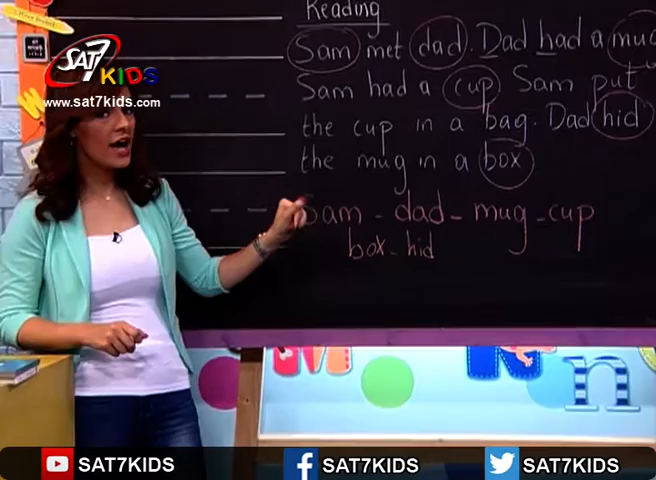 SAT7 KIDS
www.sat7kids.com
Reading
Sam met dad. Dad had a mug
Sam had a cup Sam put
the cup in a bag. Dad hid
the mug in a box
Sam - dad - mug - cup
box - hid
n
SAT7KIDS
SAT7KIDS
SAT7KIDS